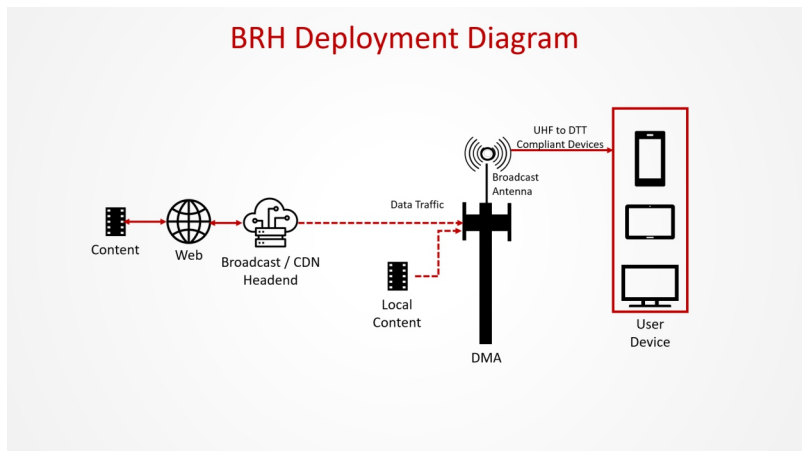 BRH Deployment Diagram
UHF to DTT
Compliant Devices
Broadcast
Antenna
Data Traffic
Content
Web
Broadcast / CDN
Headend
Local
Content
DMA
User
Device